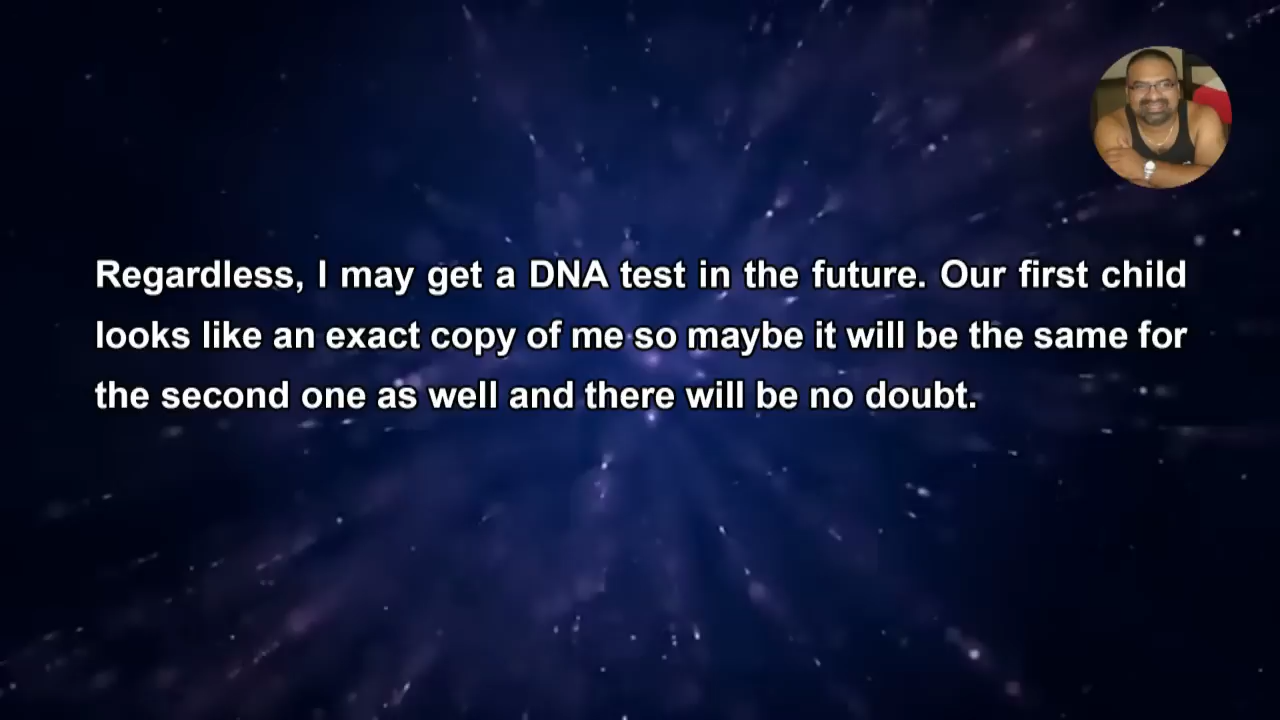 Regardless, I may get a DNA test in the future. Our first child
looks like an exact copy of me so maybe it will be the same for
the second one as well and there will be no doubt.